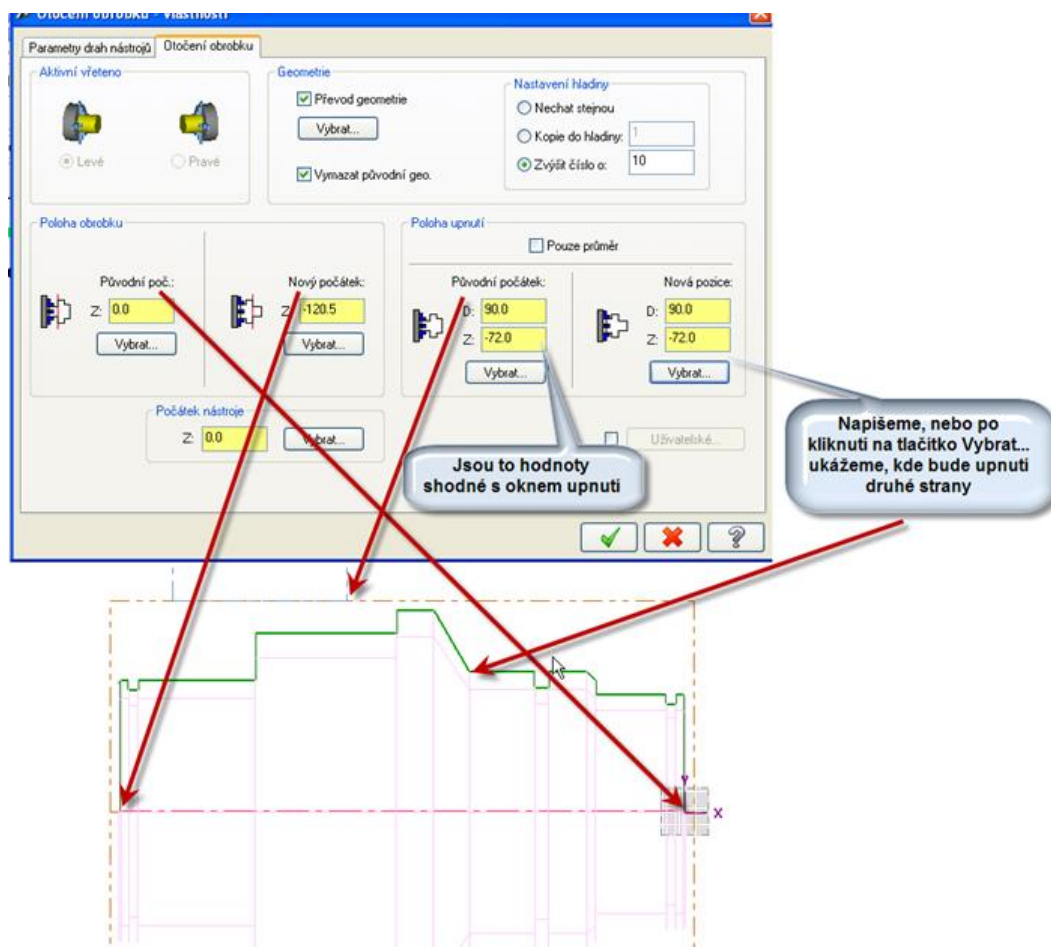 Otočení obrobku - Vlastnosti
Parametry drah nástrojů
Otočení obrobku
Aktivní vřeteno
Levé
Pravé
Geometrie
Převod geometrie
Vybrat...
Vymazat původní geo.
Nastavení hladiny
Nechat stejnou
Kopie do hladiny: 1
Zvýšit číslo o: 10
Poloha obrobku
Původní poč.:
Z: 0.0
Vybrat...
Nový počátek:
Z: -120.5
Vybrat...
Poloha upnutí
Pouze průměr
Původní počátek:
D: 90.0
Z: -72.0
Vybrat...
Nová pozice:
D: 90.0
Z: -72.0
Vybrat...
Počátek nástroje
Z: 0.0
Vybrat...
Uživatelské...
Jsou to hodnoty
shodné s oknem upnutí
Napíšeme, nebo po
kliknutí na tlačítko Vybrat...
ukážeme, kde bude upnutí
druhé strany
Y
X